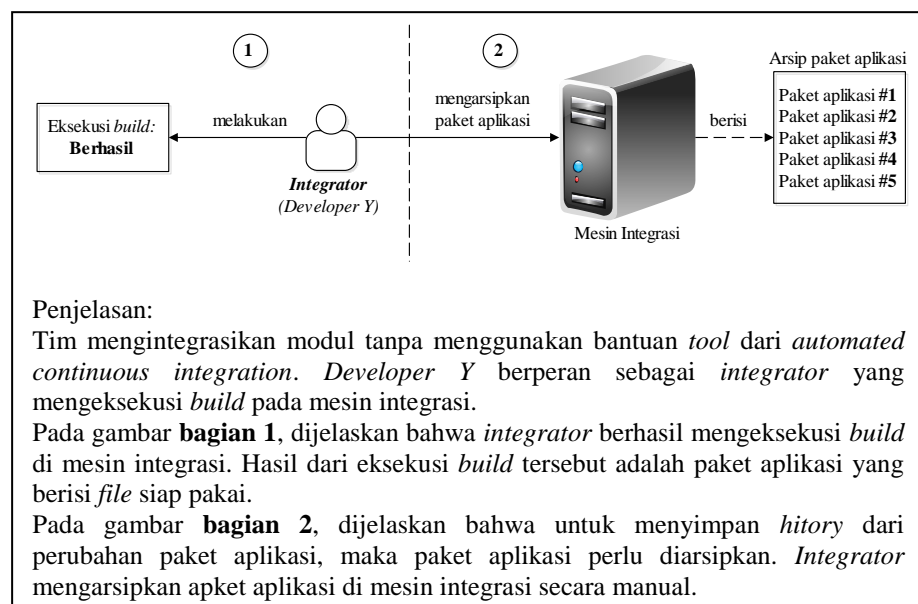 1
2
Arsip paket aplikasi
Eksekusi build:
Berhasil
melakukan
Integrator
(Developer Y)
mengarsipkan
paket aplikasi
Mesin Integrasi
berisi
Paket aplikasi #1
Paket aplikasi #2
Paket aplikasi #3
Paket aplikasi #4
Paket aplikasi #5
Penjelasan:
Tim mengintegrasikan modul tanpa menggunakan bantuan tool dari automated
continuous integration. Developer Y berperan sebagai integrator yang
mengeksekusi build pada mesin integrasi.
Pada gambar bagian 1, dijelaskan bahwa integrator berhasil mengeksekusi build
di mesin integrasi. Hasil dari eksekusi build tersebut adalah paket aplikasi yang
berisi file siap pakai.
Pada gambar bagian 2, dijelaskan bahwa untuk menyimpan hitory dari
perubahan paket aplikasi, maka paket aplikasi perlu diarsipkan. Integrator
mengarsipkan apket aplikasi di mesin integrasi secara manual.